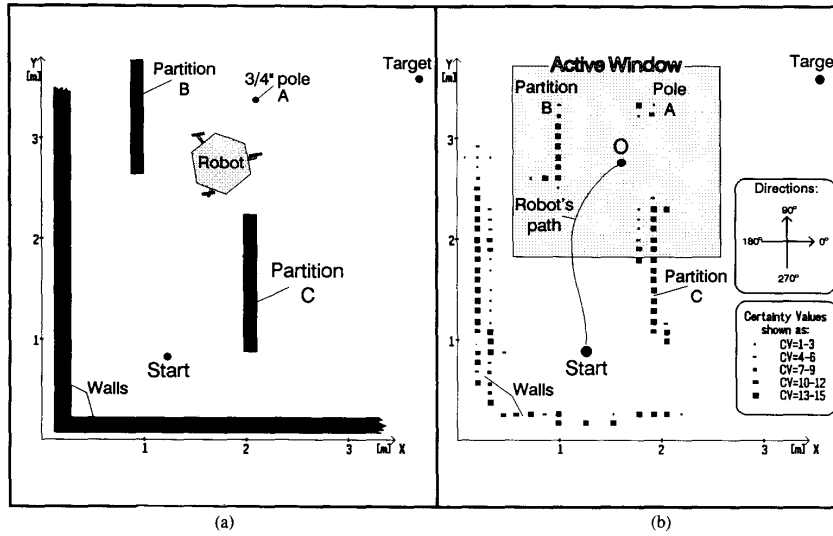 Y
[m]
Partition
B
3/4" pole
A
Target
3
Robot
2
Partition
C
1
Start
Walls
1
2
3
[m] X
(a)
Y
[m]
Active Window
Targe
Partition
B
Pole
A
3
O
Robot's
path
Directions:
90°
180°
0°
270°
2
Partition
C
1
Start
Certainty Values
shown as:
CV=1-3
CV=4-6
CV=7-9
CV=10-12
CV=13-15
Walls
1
2
3
[m] X
(b)